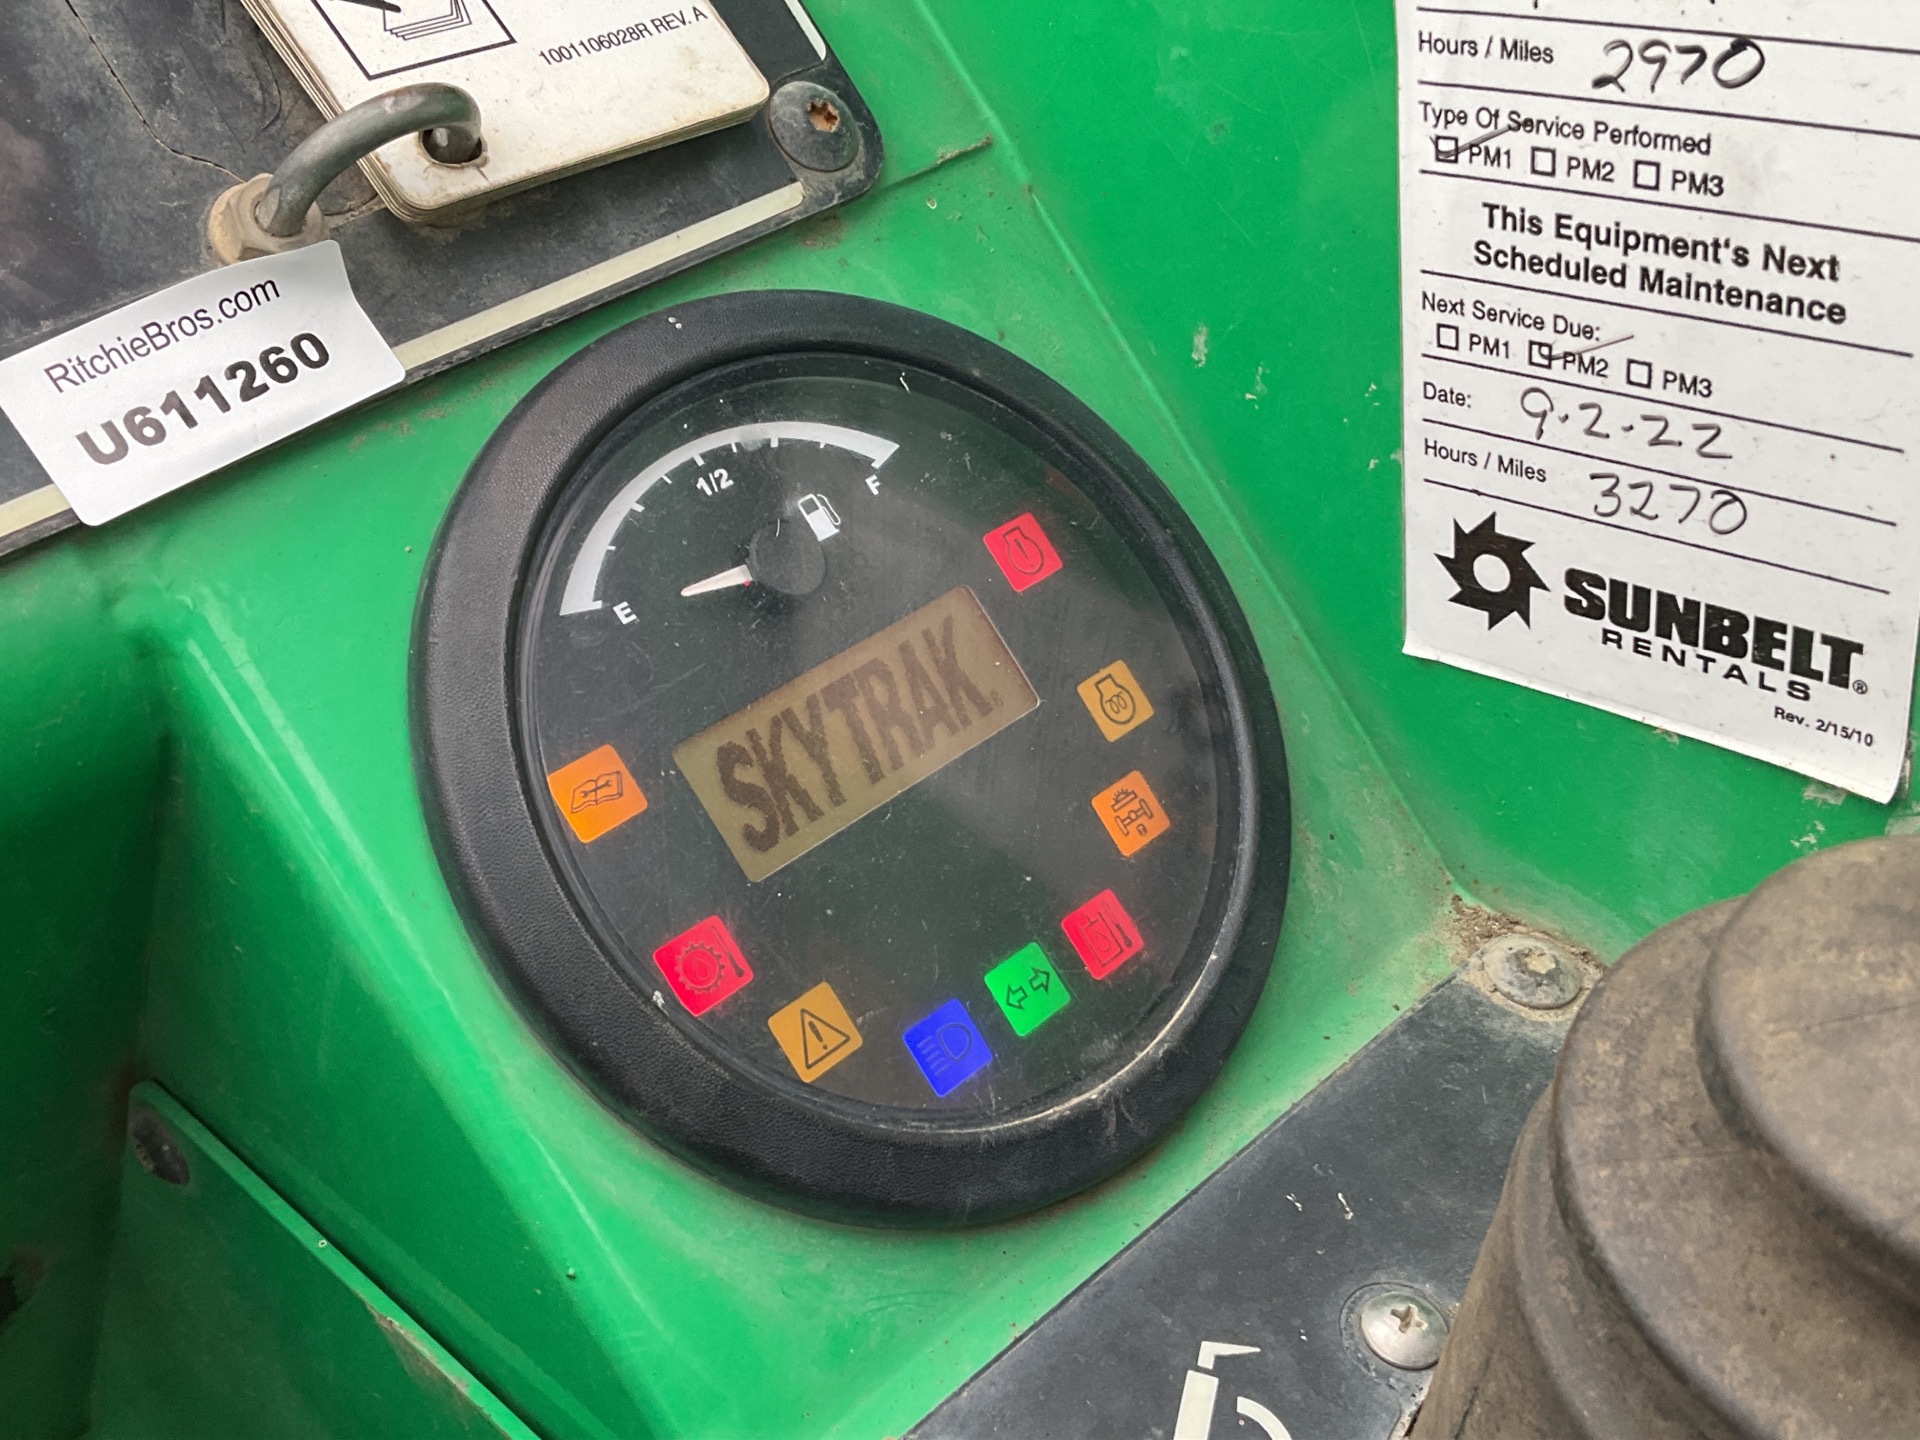 1001106028R REV. A
RitchieBros.com
U611260
1/2
E
F
SKYTRAK
Hours / Miles 2970
Type Of Service Performed
PM1 PM2 PM3
This Equipment's Next
Scheduled Maintenance
Next Service Due:
PM1 PM2 PM3
Date: 9.2.22
Hours / Miles 3270
SUNBELT®
RENTALS
Rev. 2/15/10